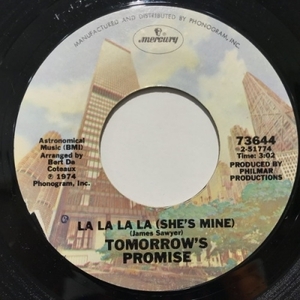 MANUFACTURED AND DISTRIBUTED BY PHONOGRAM, INC.
mercury
Astronomical
Music (BMI)
Arranged by
Bert De
Coteaux
℗ 1974
Phonogram, Inc.
73644
2-51774
Time: 3:02
PRODUCED BY
PHILMAR
PRODUCTIONS
LA LA LA LA (SHE'S MINE)
(James Sawyer)
TOMORROW'S
PROMISE